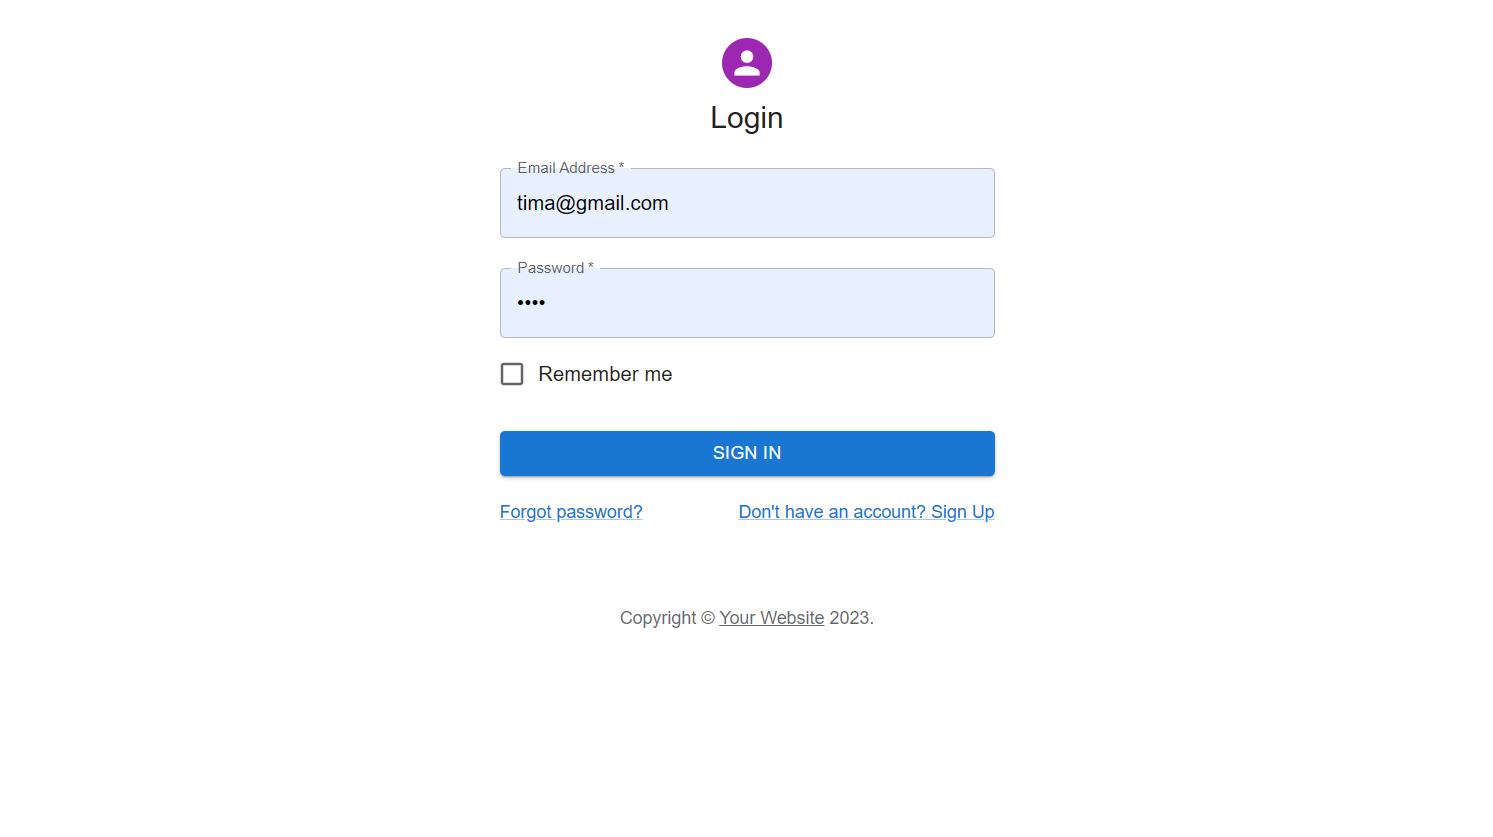 Login
Email Address *
tima@gmail.com
Password *
••••
Remember me
SIGN IN
Forgot password? Don't have an account? Sign Up
Copyright © Your Website 2023.